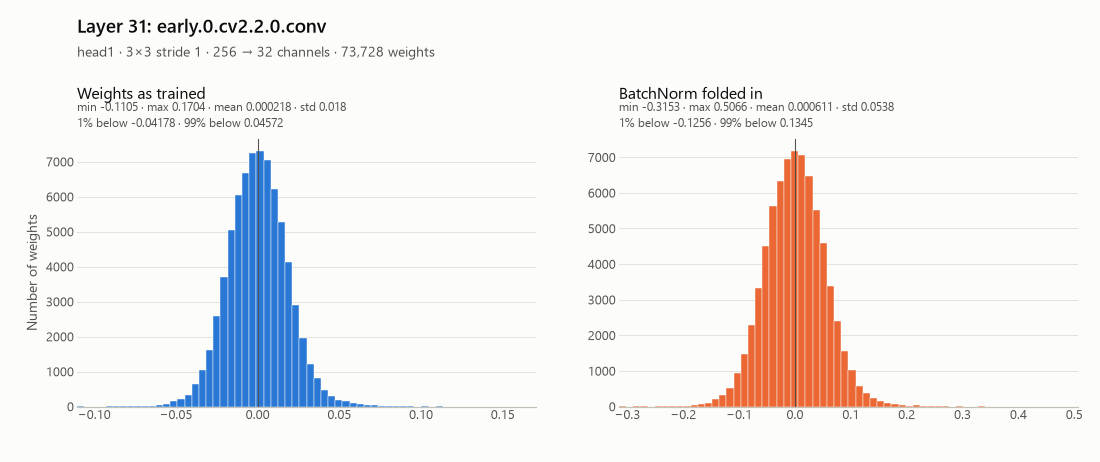 Layer 31: early.0.cv2.2.0.conv
head1 · 3×3 stride 1 · 256 → 32 channels · 73,728 weights
Weights as trained
min -0.1105 · max 0.1704 · mean 0.000218 · std 0.018
1% below -0.04178 · 99% below 0.04572
Number of weights
7000
6000
5000
4000
3000
2000
1000
0
−0.10 −0.05 0.00 0.05 0.10 0.15
BatchNorm folded in
min -0.3153 · max 0.5066 · mean 0.000611 · std 0.0538
1% below -0.1256 · 99% below 0.1345
7000
6000
5000
4000
3000
2000
1000
0
−0.3 −0.2 −0.1 0.0 0.1 0.2 0.3 0.4 0.5